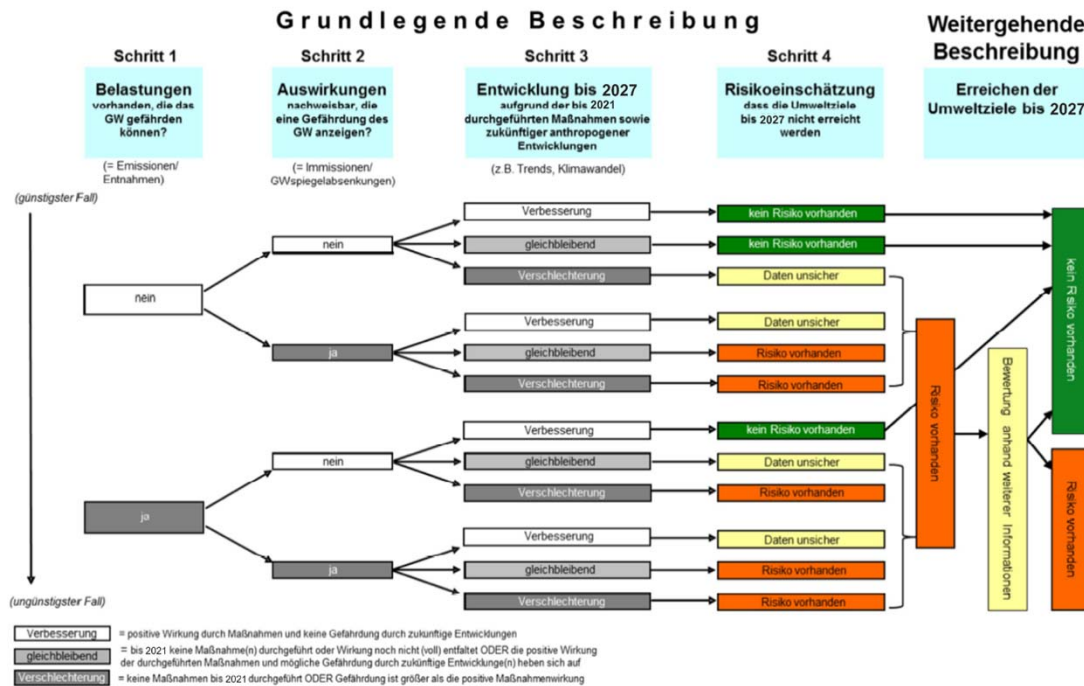 Grundlegende Beschreibung
Weitergehende
Beschreibung
Schritt 1
Schritt 2
Schritt 3
Schritt 4
Belastungen
vorhanden, die das
GW gefährden
können?
Auswirkungen
nachweisbar, die
eine Gefährdung des
GW anzeigen?
Entwicklung bis 2027
aufgrund der bis 2021
durchgeführten Maßnahmen sowie
zukünftiger anthropogener
Entwicklungen
Risikoeinschätzung
dass die Umweltziele
bis 2027 nicht erreicht
werden
Erreichen der
Umweltziele bis 2027
(= Emissionen/
Entnahmen)
(= Immissionen/
GWspiegelabsenkungen)
(z.B. Trends, Klimawandel)
(günstigster Fall)
nein
ja
nein
ja
nein
ja
Verbesserung
kein Risiko vorhanden
gleichbleibend
kein Risiko vorhanden
Verschlechterung
Daten unsicher
Verbesserung
Daten unsicher
gleichbleibend
Risiko vorhanden
Verschlechterung
Risiko vorhanden
Verbesserung
kein Risiko vorhanden
gleichbleibend
Daten unsicher
Verschlechterung
Risiko vorhanden
Verbesserung
Daten unsicher
gleichbleibend
Risiko vorhanden
Verschlechterung
Risiko vorhanden
Risiko vorhanden
Bewertung anhand weiterer Informationen
kein Risiko vorhanden
Risiko vorhanden
(ungünstigster Fall)
Verbesserung = positive Wirkung durch Maßnahmen und keine Gefährdung durch zukünftige Entwicklungen
gleichbleibend = bis 2021 keine Maßnahme(n) durchgeführt oder Wirkung noch nicht (voll) entfaltet ODER die positive Wirkung
der durchgeführten Maßnahmen und mögliche Gefährdung durch zukünftige Entwicklunge(n) heben sich auf
Verschlechterung = keine Maßnahmen bis 2021 durchgeführt ODER Gefährdung ist größer als die positive Maßnahmenwirkung